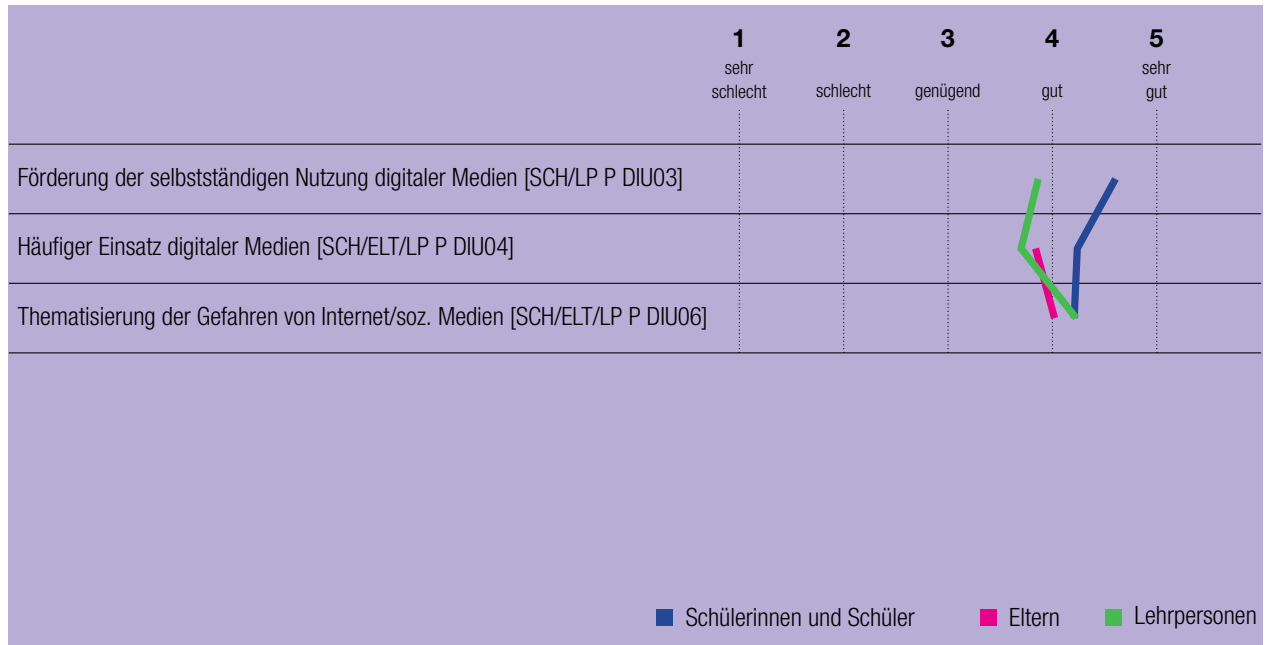 1 2 3 4 5
sehr sehr
schlecht schlecht genügend gut gut
Förderung der selbstständigen Nutzung digitaler Medien [SCH/LP P DIU03]
Häufiger Einsatz digitaler Medien [SCH/ELT/LP P DIU04]
Thematisierung der Gefahren von Internet/soz. Medien [SCH/ELT/LP P DIU06]
Schülerinnen und Schüler Eltern Lehrpersonen